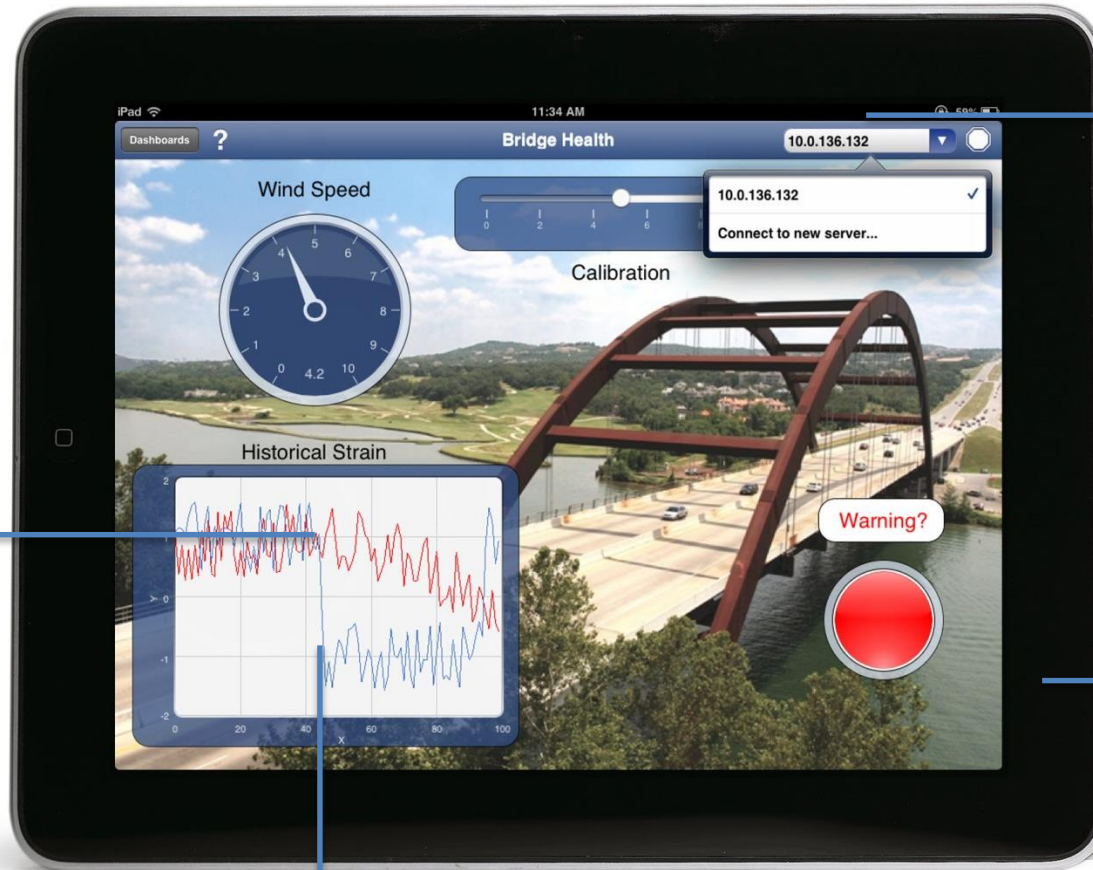 iPad
11:34 AM
59%
Dashboards ?
Bridge Health
10.0.136.132
10.0.136.132
Connect to new server...
Wind Speed
0 1 2 3 4 5 6 7 8 9 10
4.2
0 2 4 6
Calibration
Historical Strain
2
1
0
-1
-2
Y
0 20 40 60 80 100
X
Warning?